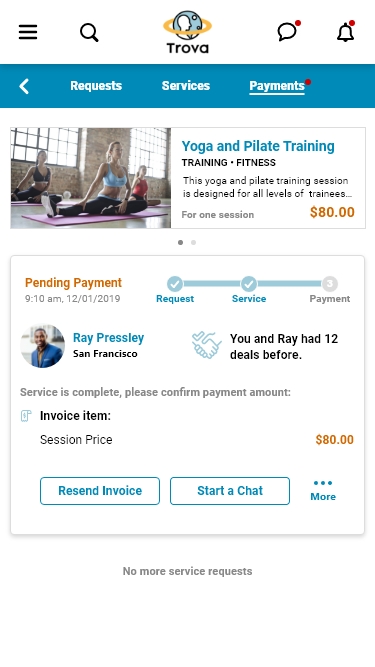 Trova
Requests
Services
Payments
Yoga and Pilate Training
TRAINING • FITNESS
This yoga and pilate training session
is designed for all levels of trainees...
For one session
$80.00
Pending Payment
9:10 am, 12/01/2019
3
Request
Service
Payment
Ray Pressley
San Francisco
You and Ray had 12
deals before.
Service is complete, please confirm payment amount:
Invoice item:
Session Price
$80.00
Resend Invoice
Start a Chat
More
No more service requests